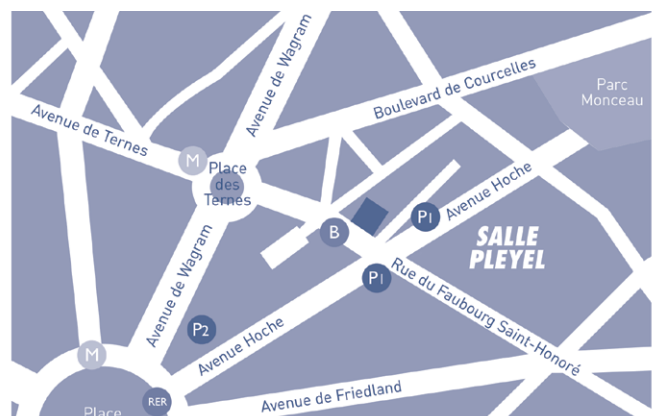 Avenue de Wagram
Boulevard de Courcelles
Parc
Monceau
Avenue de Ternes
M
Place
des
Ternes
Avenue Hoche
P1
B
SALLE
PLEYEL
Avenue de Wagram
P1
Rue du Faubourg Saint-Honoré
P2
Avenue Hoche
M
RER
Avenue de Friedland
Place